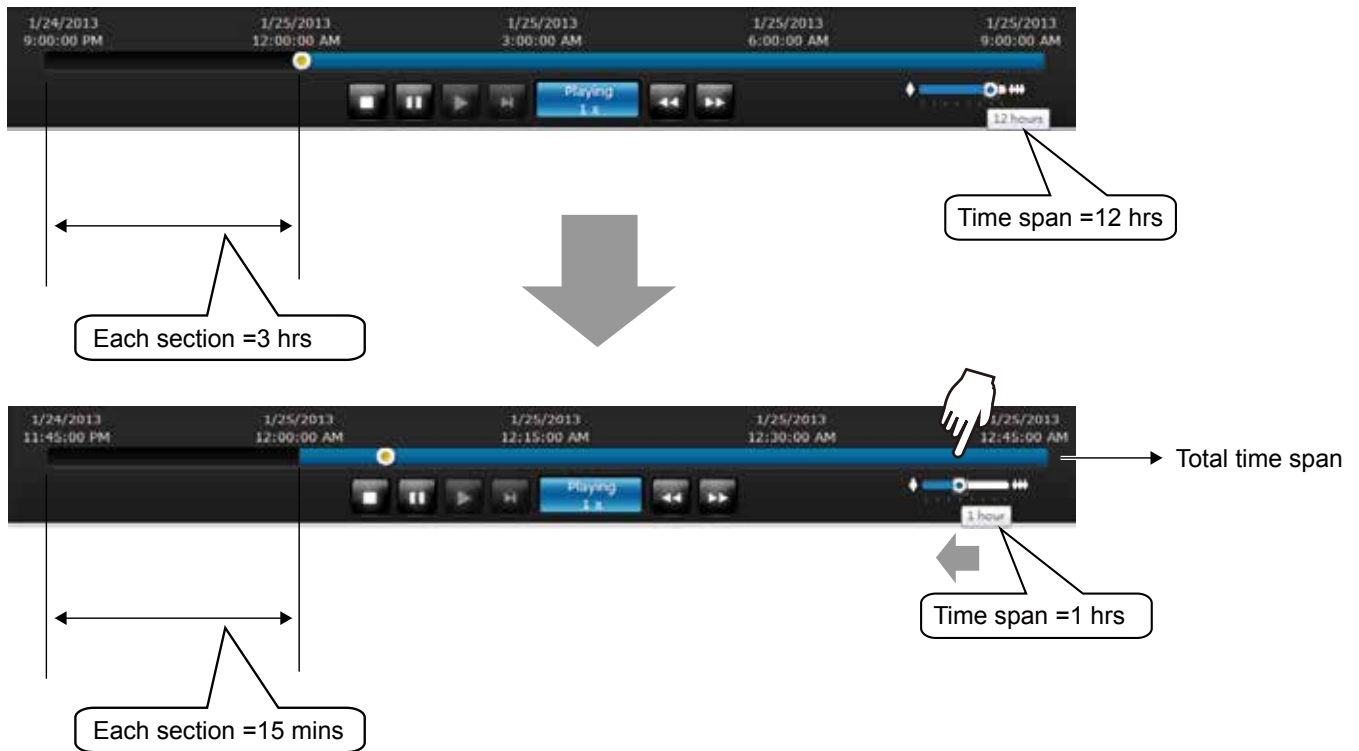 1/24/2013 1/25/2013 1/25/2013 1/25/2013 1/25/2013
9:00:00 PM 12:00:00 AM 3:00:00 AM 6:00:00 AM 9:00:00 AM
Playing
1 x
12 hours
Time span =12 hrs
Each section =3 hrs
1/24/2013 1/25/2013 1/25/2013 1/25/2013 1/25/2013
11:45:00 PM 12:00:00 AM 12:15:00 AM 12:30:00 AM 12:45:00 AM
Total time span
Playing
1 x
1 hour
Time span =1 hrs
Each section =15 mins